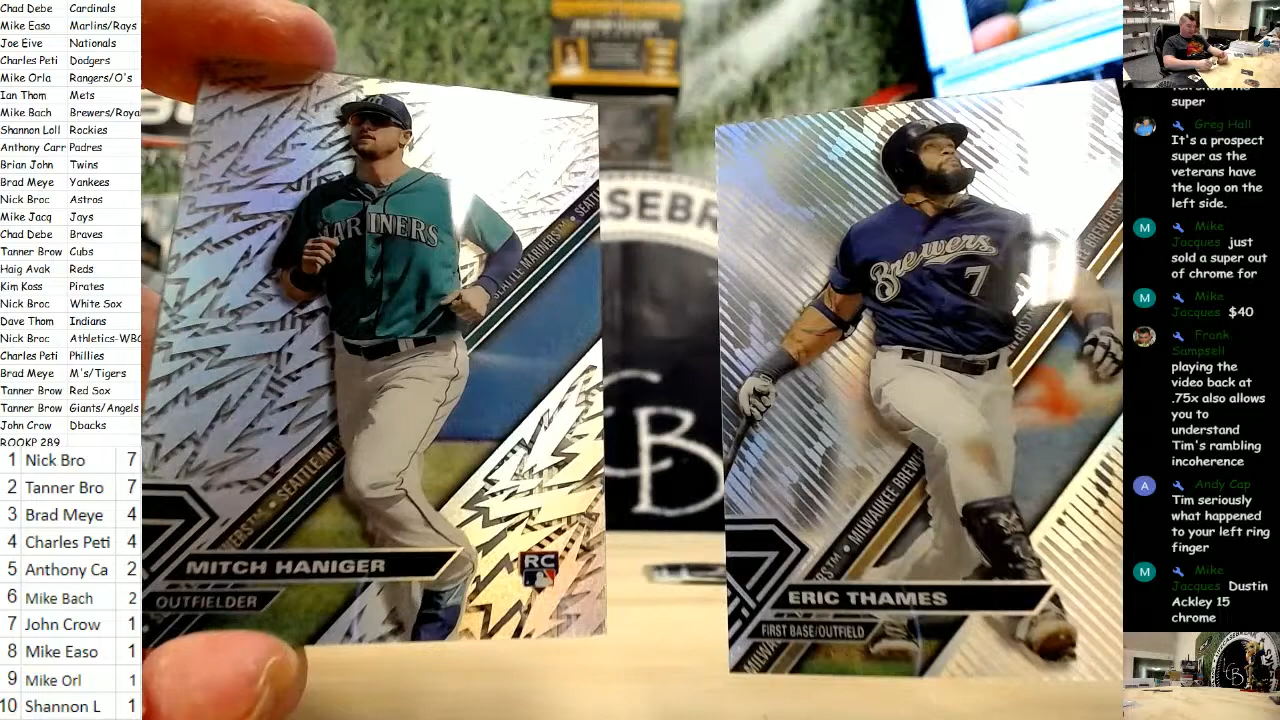 Chad Debe Cardinals
Mike Easo Marlins/Rays
Joe Eive Nationals
Charles Peti Dodgers
Mike Orla Rangers/O's
Ian Thom Mets
Mike Bach Brewers/Roya
Shannon Loll Rockies
Anthony Carr Padres
Brian John Twins
Brad Meye Yankees
Nick Broc Astros
Mike Jacq Jays
Chad Debe Braves
Tanner Brow Cubs
Haig Avak Reds
Kim Koss Pirates
Nick Broc White Sox
Dave Thom Indians
Nick Broc Athletics-WBC
Charles Peti Phillies
Brad Meye M's/Tigers
Tanner Brow Red Sox
Tanner Brow Giants/Angels
John Crow Dbacks
ROOKP 289
1 Nick Bro 7
2 Tanner Bro 7
3 Brad Meye 4
4 Charles Peti 4
5 Anthony Ca 2
6 Mike Bach 2
7 John Crow 1
8 Mike Easo 1
9 Mike Orl 1
10 Shannon L 1
MARINERS
SEATTLE MARINERS™ • SEATTL
MITCH HANIGER
RC
OUTFIELDER
CB
Brewers
7
MILWAUKEE BREW
ERIC THAMES
FIRST BASE/OUTFIELD
super
Greg Hall
It's a prospect
super as the
veterans have
the logo on the
left side.
M Mike
Jacques just
sold a super out
of chrome for
M Mike
Jacques $40
Frank
Sampsell
playing the
video back at
.75x also allows
you to
understand
Tim's rambling
incoherence
A Andy Cap
Tim seriously
what happened
to your left ring
finger
M Mike
Jacques Dustin
Ackley 15
chrome